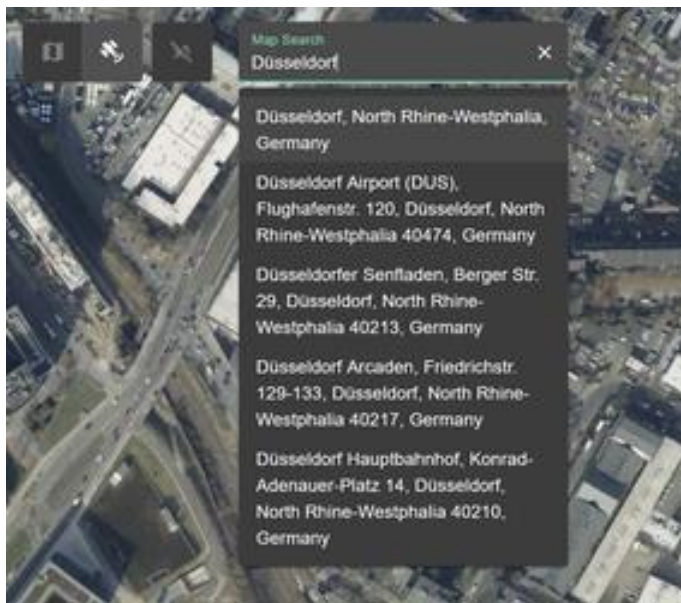 Map Search
Düsseldorf
Düsseldorf, North Rhine-Westphalia,
Germany
Düsseldorf Airport (DUS),
Flughafenstr. 120, Düsseldorf, North
Rhine-Westphalia 40474, Germany
Düsseldorfer Senfladen, Berger Str.
29, Düsseldorf, North Rhine-
Westphalia 40213, Germany
Düsseldorf Arcaden, Friedrichstr.
129-133, Düsseldorf, North Rhine-
Westphalia 40217, Germany
Düsseldorf Hauptbahnhof, Konrad-
Adenauer-Platz 14, Düsseldorf,
North Rhine-Westphalia 40210,
Germany